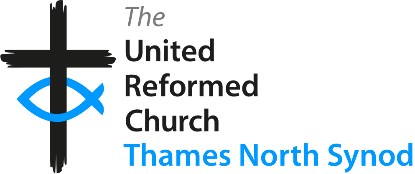 The
United
Reformed
Church
Thames North Synod